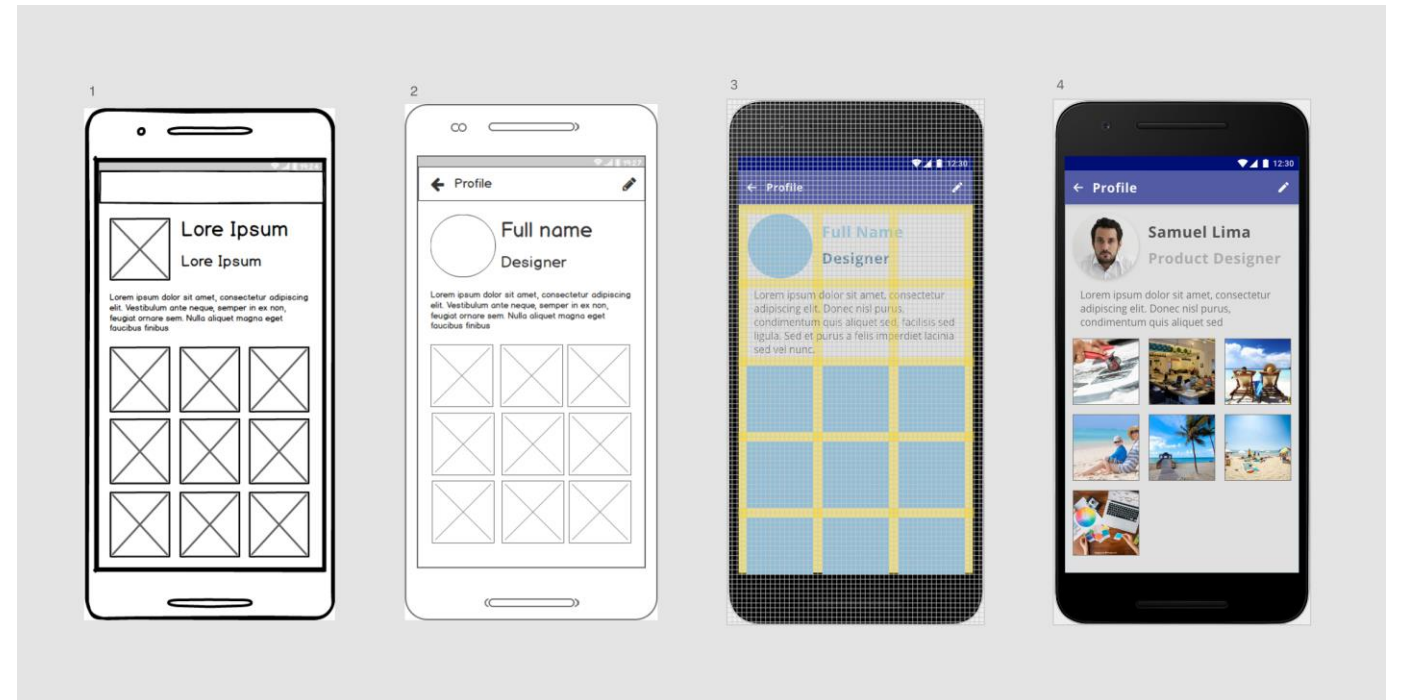 1
Lore Ipsum
Lore Ipsum
Lorem ipsum dolor sit amet, consectetur adipiscing
elit. Vestibulum ante neque, semper in ex non,
feugiat ornare sem. Nulla aliquet magna eget
faucibus finibus
2
19:27
Profile
Full name
Designer
Lorem ipsum dolor sit amet, consectetur adipiscing
elit. Vestibulum ante neque, semper in ex non,
feugiat ornare sem. Nulla aliquet magna eget
faucibus finibus
3
12:30
Profile
Full Name
Designer
Lorem ipsum dolor sit amet, consectetur
adipiscing elit. Donec nisl purus,
condimentum quis aliquet sed, facilisis sed
ligula. Sed et purus a felis imperdiet lacinia
sed vel nunc.
4
12:30
Profile
Samuel Lima
Product Designer
Lorem ipsum dolor sit amet, consectetur
adipiscing elit. Donec nisl purus,
condimentum quis aliquet sed